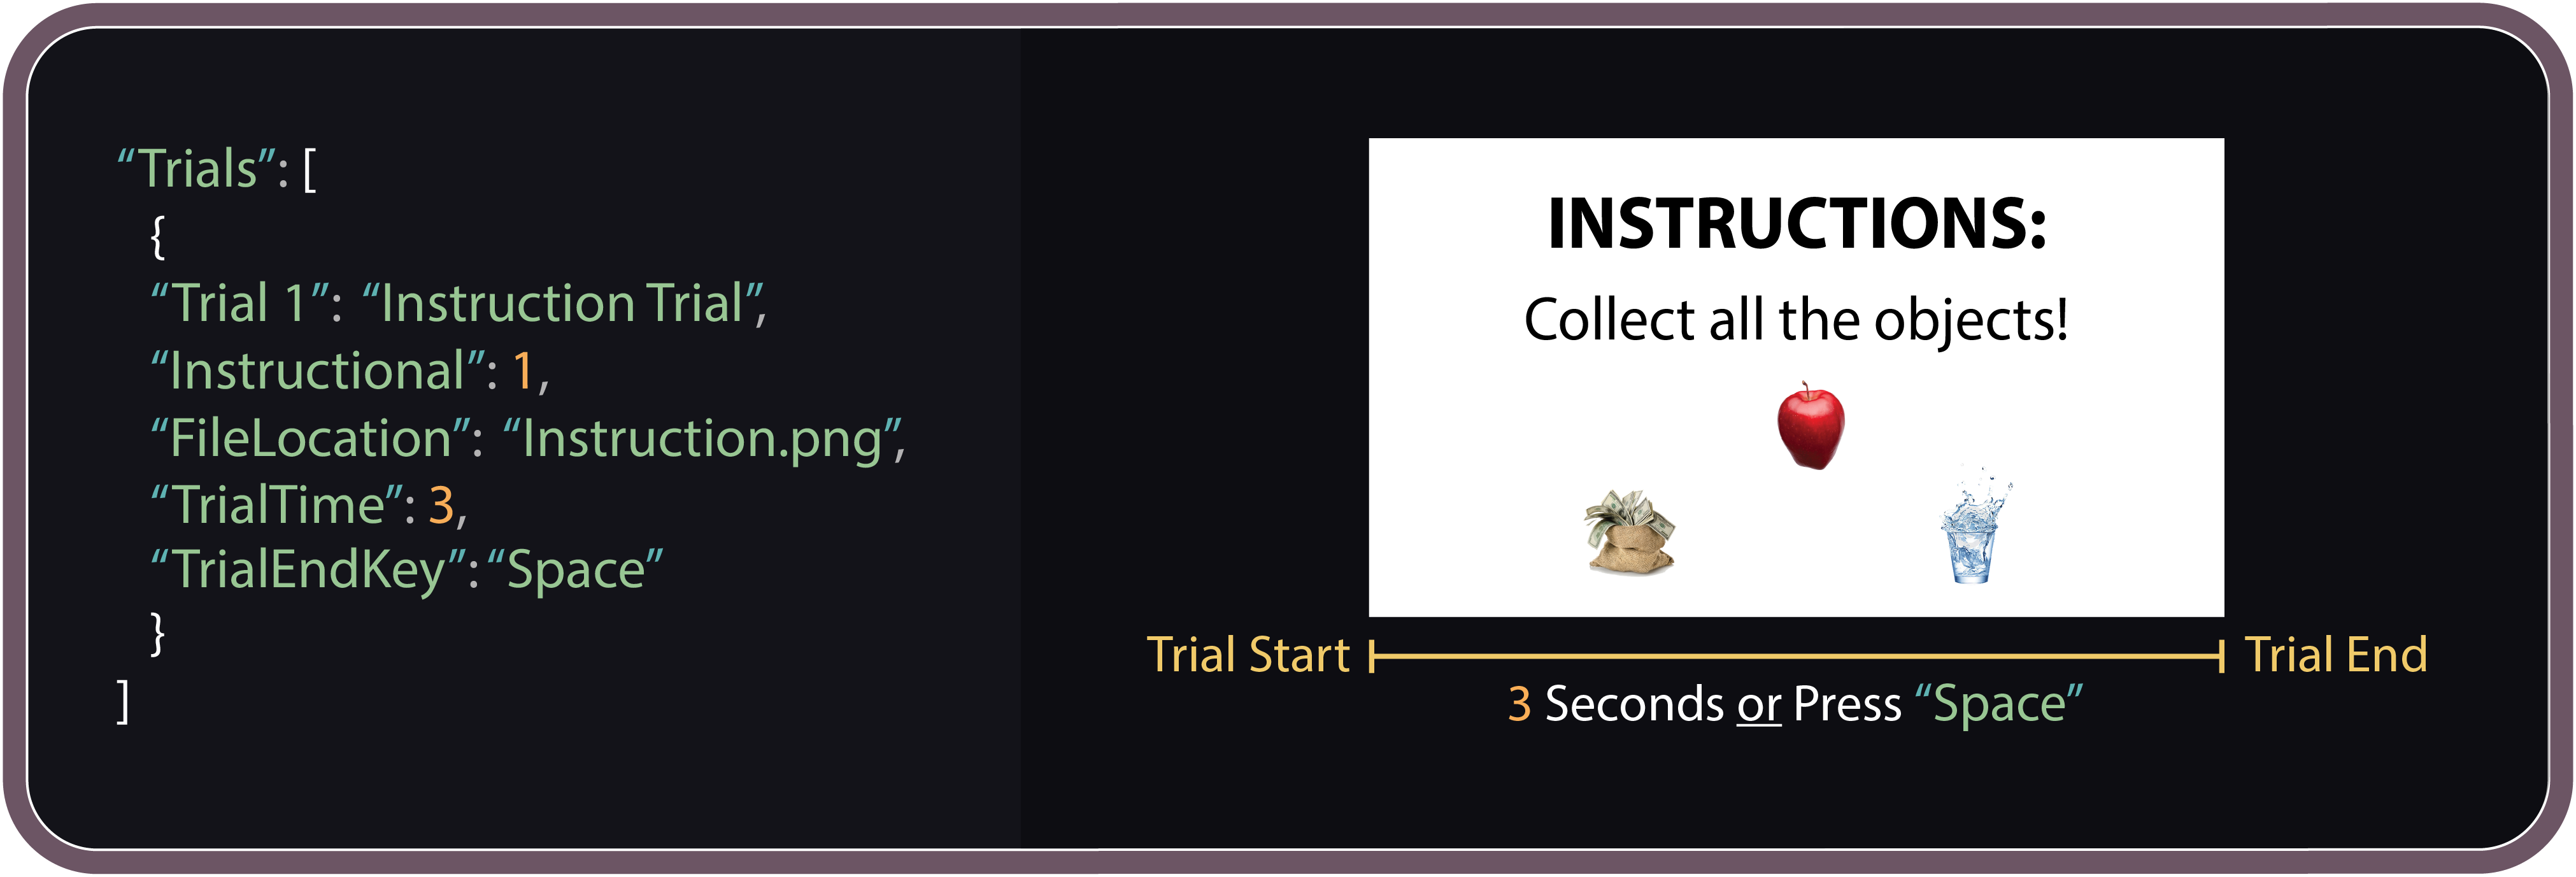 “Trials”: [
{
“Trial 1”: “Instruction Trial”,
“Instructional”: 1,
“FileLocation”: “Instruction.png”,
“TrialTime”: 3,
“TrialEndKey”: “Space”
}
]
INSTRUCTIONS:
Collect all the objects!
Trial Start
Trial End
3 Seconds or Press “Space”